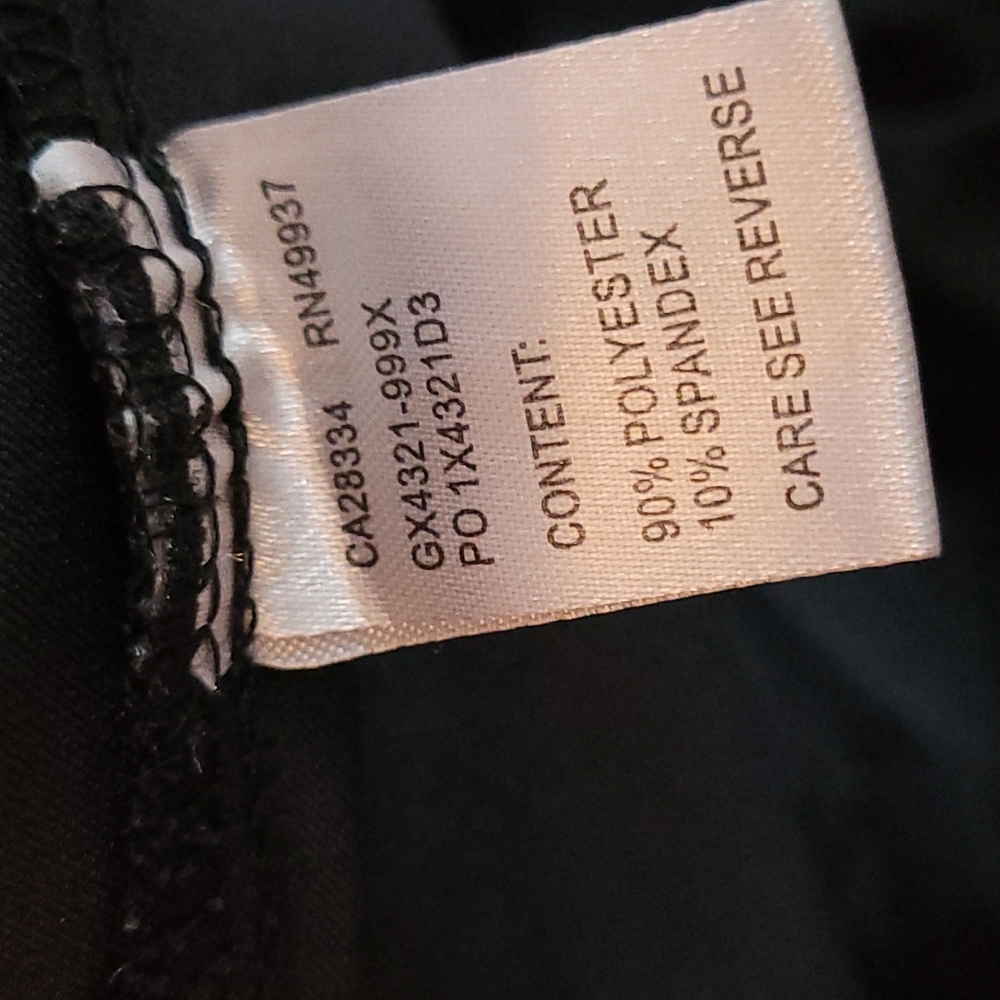 CA28334 RN49937
GX4321-999X
PO 1X4321D3
CONTENT:
90% POLYESTER
10% SPANDEX
CARE SEE REVERSE